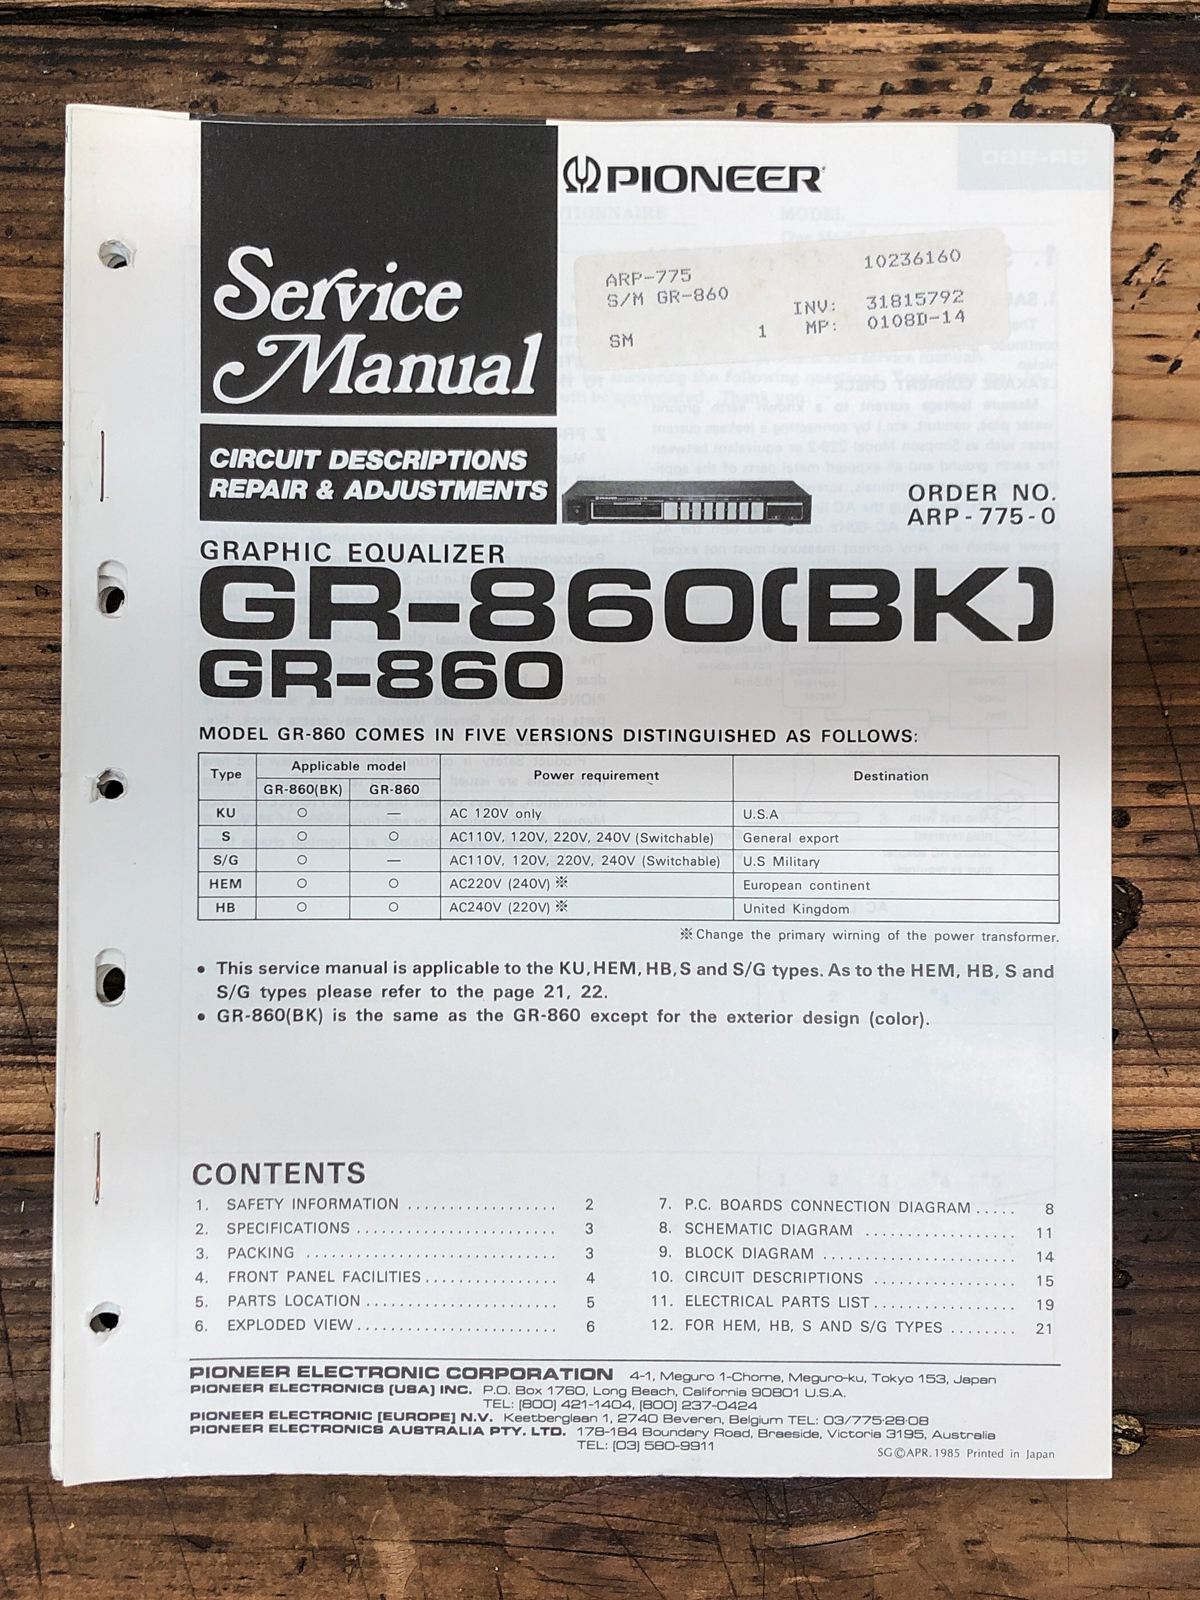 PIONEER
Service
Manual
ARP-775
S/M GR-860
SM
1
10236160
INV: 31815792
MP: 0108D-14
CIRCUIT DESCRIPTIONS
REPAIR & ADJUSTMENTS
ORDER NO.
ARP-775-0
GRAPHIC EQUALIZER
GR-860(BK)
GR-860
MODEL GR-860 COMES IN FIVE VERSIONS DISTINGUISHED AS FOLLOWS:
Type Applicable model Power requirement Destination
GR-860(BK) GR-860
KU ○ — AC 120V only U.S.A
S ○ ○ AC110V, 120V, 220V, 240V (Switchable) General export
S/G ○ — AC110V, 120V, 220V, 240V (Switchable) U.S Military
HEM ○ ○ AC220V (240V) ※ European continent
HB ○ ○ AC240V (220V) ※ United Kingdom
※ Change the primary wirning of the power transformer.
• This service manual is applicable to the KU, HEM, HB, S and S/G types. As to the HEM, HB, S and
S/G types please refer to the page 21, 22.
• GR-860(BK) is the same as the GR-860 except for the exterior design (color).
CONTENTS
1. SAFETY INFORMATION .................. 2
2. SPECIFICATIONS ........................ 3
3. PACKING .............................. 3
4. FRONT PANEL FACILITIES ................ 4
5. PARTS LOCATION ....................... 5
6. EXPLODED VIEW ........................ 6
7. P.C. BOARDS CONNECTION DIAGRAM ..... 8
8. SCHEMATIC DIAGRAM .................. 11
9. BLOCK DIAGRAM ....................... 14
10. CIRCUIT DESCRIPTIONS ................. 15
11. ELECTRICAL PARTS LIST ................. 19
12. FOR HEM, HB, S AND S/G TYPES ........ 21
PIONEER ELECTRONIC CORPORATION 4-1, Meguro 1-Chome, Meguro-ku, Tokyo 153, Japan
PIONEER ELECTRONICS [USA] INC. P.O. Box 1760, Long Beach, California 90801 U.S.A.
TEL: [800] 421-1404, [800] 237-0424
PIONEER ELECTRONIC [EUROPE] N.V. Keetberglaan 1, 2740 Beveren, Belgium TEL: 03/775·28·08
PIONEER ELECTRONICS AUSTRALIA PTY. LTD. 178-184 Boundary Road, Braeside, Victoria 3195, Australia
TEL: [03] 580-9911
SG © APR. 1985 Printed in Japan